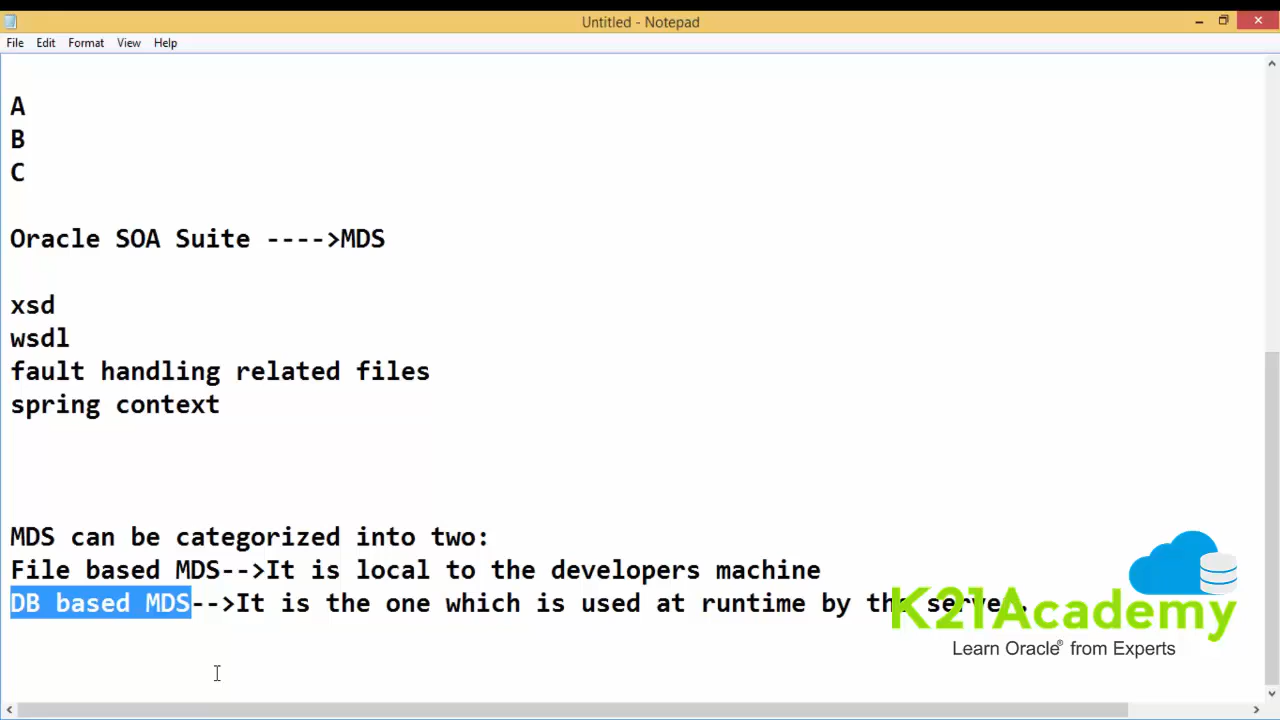 Untitled - Notepad
File Edit Format View Help
A
B
C
Oracle SOA Suite ---->MDS
xsd
wsdl
fault handling related files
spring context
MDS can be categorized into two:
File based MDS-->It is local to the developers machine
DB based MDS-->It is the one which is used at runtime by the server.
K21Academy
Learn Oracle® from Experts